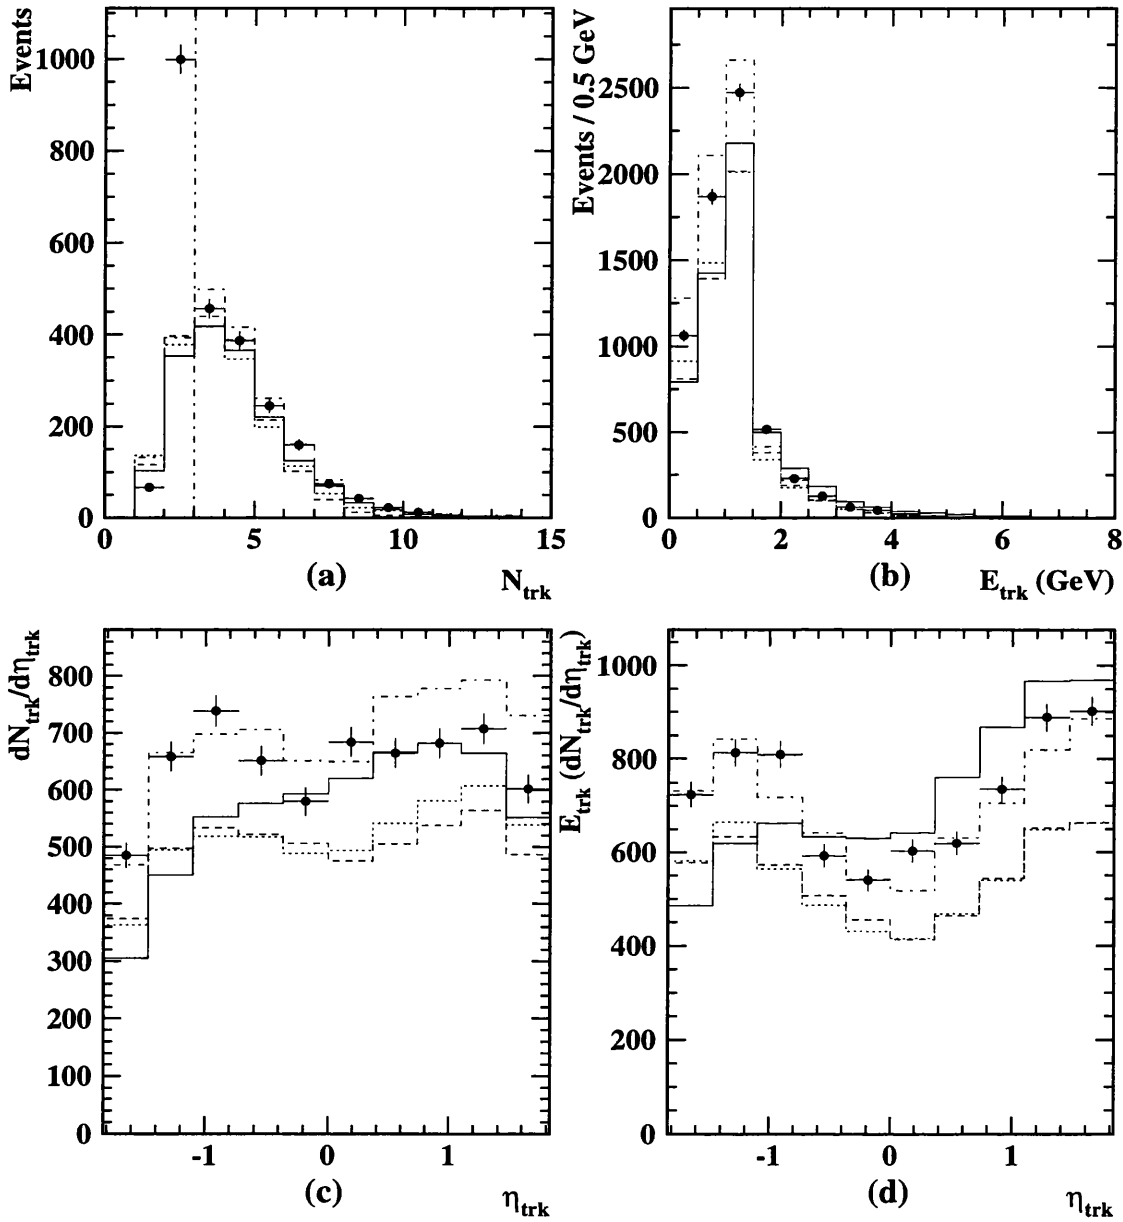 Events
1000
800
600
400
200
0
0 5 10 15
(a)
N_trk
Events / 0.5 GeV
2500
2000
1500
1000
500
0
0 2 4 6 8
(b)
E_trk (GeV)
dN_trk/dη_trk
800
700
600
500
400
300
200
100
0
-1 0 1
(c)
η_trk
E_trk (dN_trk/dη_trk)
1000
800
600
400
200
0
-1 0 1
(d)
η_trk